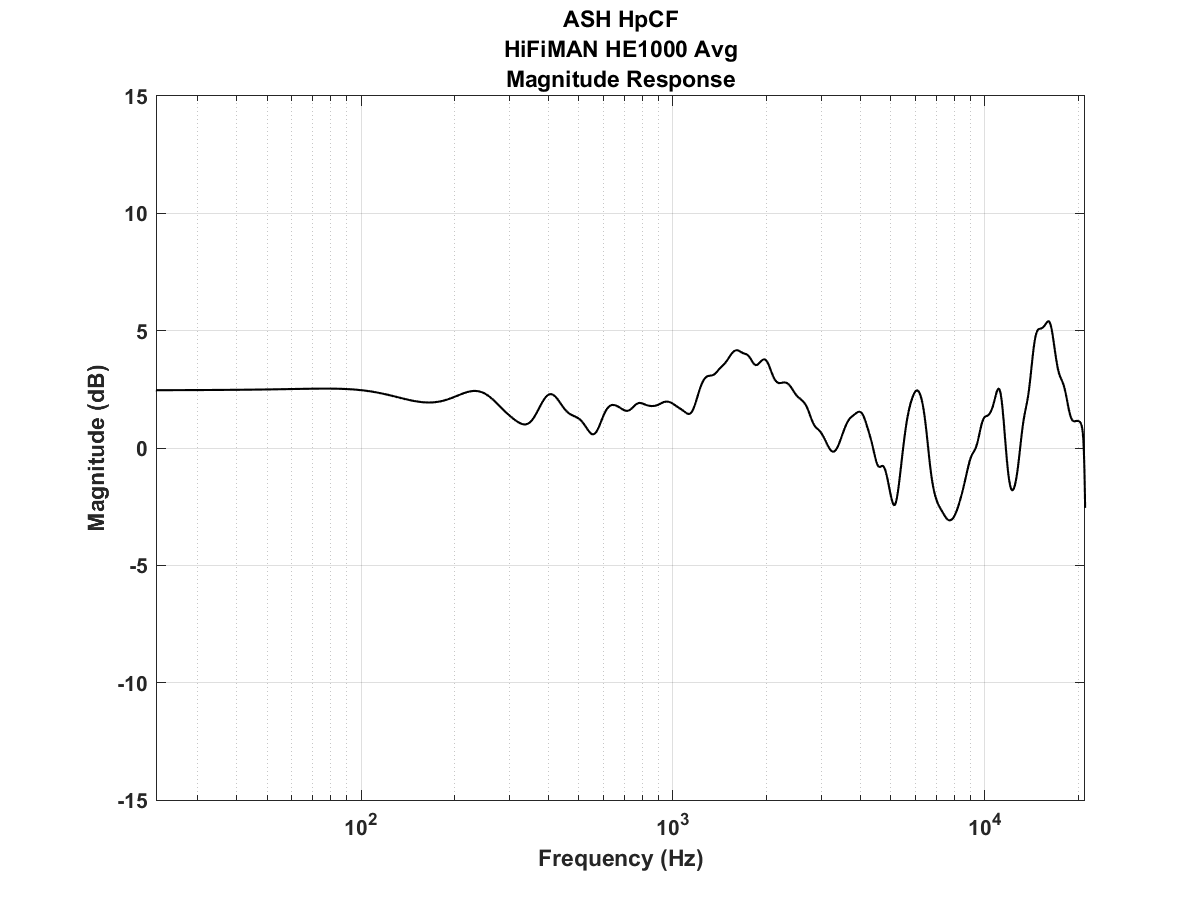 ASH HpCF
HiFiMAN HE1000 Avg
Magnitude Response
15
10
5
0
-5
-10
-15
Magnitude (dB)
10^2
10^3
10^4
Frequency (Hz)